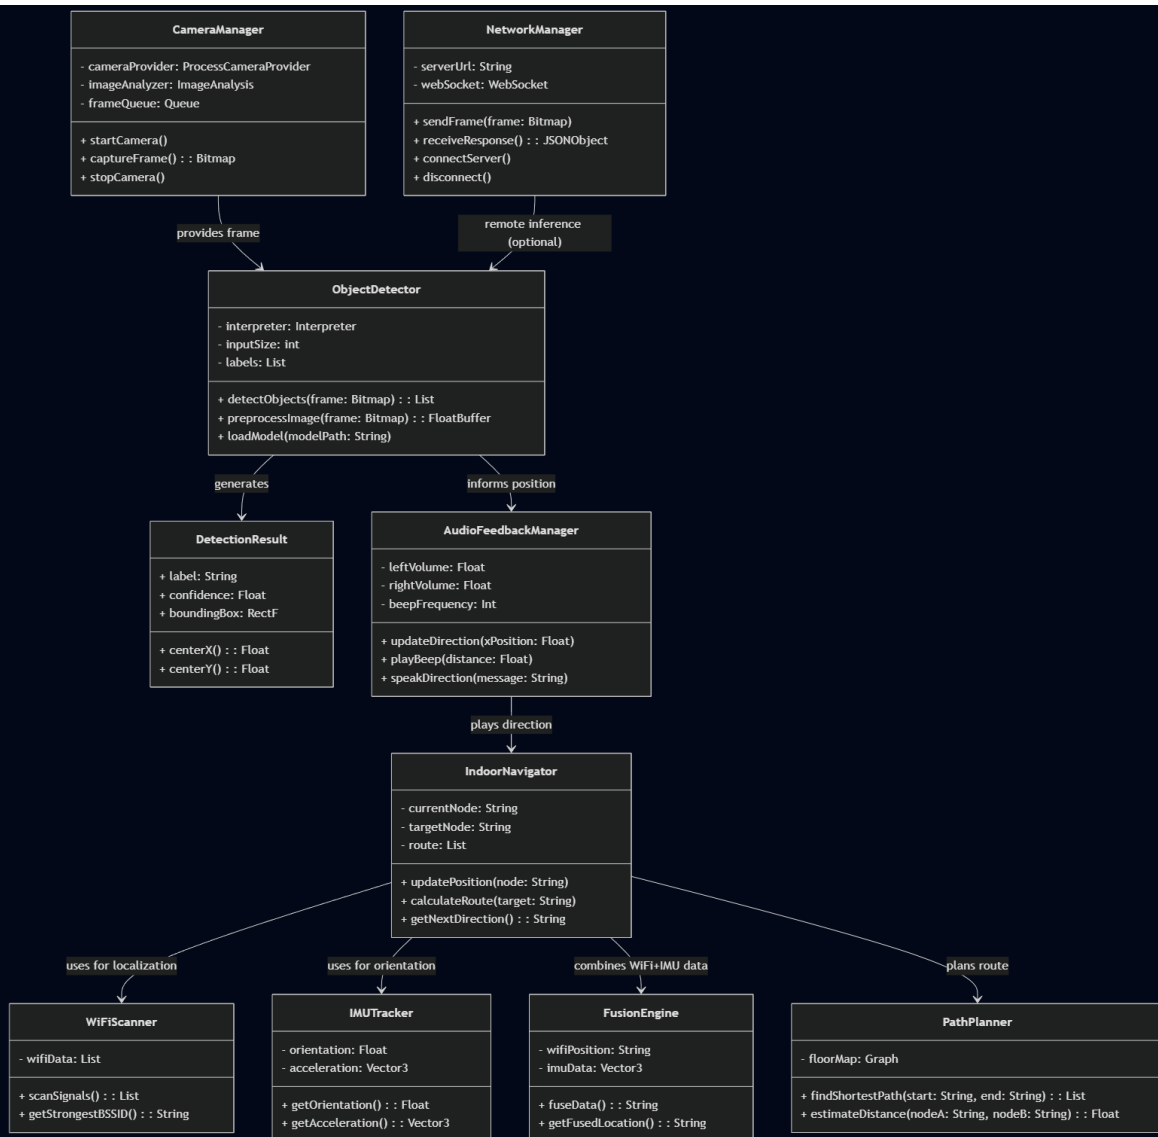 CameraManager
- cameraProvider: ProcessCameraProvider
- imageAnalyzer: ImageAnalysis
- frameQueue: Queue
+ startCamera()
+ captureFrame() : : Bitmap
+ stopCamera()
NetworkManager
- serverUrl: String
- webSocket: WebSocket
+ sendFrame(frame: Bitmap)
+ receiveResponse() : : JSONObject
+ connectServer()
+ disconnect()
provides frame
remote inference
(optional)
ObjectDetector
- interpreter: Interpreter
- inputSize: int
- labels: List
+ detectObjects(frame: Bitmap) : : List
+ preprocessImage(frame: Bitmap) : : FloatBuffer
+ loadModel(modelPath: String)
generates
informs position
DetectionResult
+ label: String
+ confidence: Float
+ boundingBox: RectF
+ centerX() : : Float
+ centerY() : : Float
AudioFeedbackManager
- leftVolume: Float
- rightVolume: Float
- beepFrequency: Int
+ updateDirection(xPosition: Float)
+ playBeep(distance: Float)
+ speakDirection(message: String)
plays direction
IndoorNavigator
- currentNode: String
- targetNode: String
- route: List
+ updatePosition(node: String)
+ calculateRoute(target: String)
+ getNextDirection() : : String
uses for localization
uses for orientation
combines WiFi+IMU data
plans route
WiFiScanner
- wifiData: List
+ scanSignals() : : List
+ getStrongestBSSID() : : String
IMUTracker
- orientation: Float
- acceleration: Vector3
+ getOrientation() : : Float
+ getAcceleration() : : Vector3
FusionEngine
- wifiPosition: String
- imuData: Vector3
+ fuseData() : : String
+ getFusedLocation() : : String
PathPlanner
- floorMap: Graph
+ findShortestPath(start: String, end: String) : : List
+ estimateDistance(nodeA: String, nodeB: String) : : Float